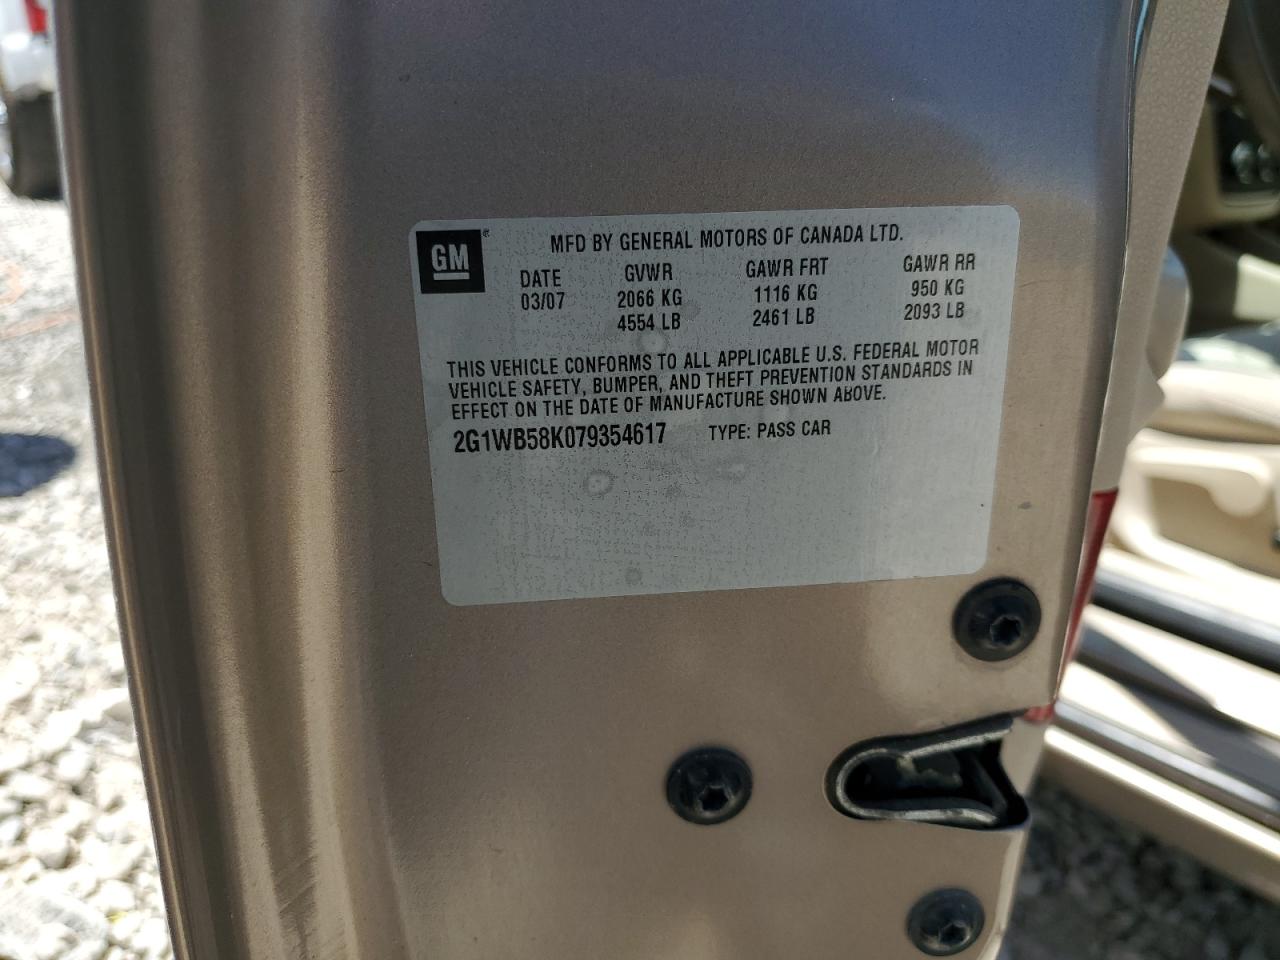 GM ®
MFD BY GENERAL MOTORS OF CANADA LTD.
DATE GVWR GAWR FRT GAWR RR
03/07 2066 KG 1116 KG 950 KG
4554 LB 2461 LB 2093 LB
THIS VEHICLE CONFORMS TO ALL APPLICABLE U.S. FEDERAL MOTOR
VEHICLE SAFETY, BUMPER, AND THEFT PREVENTION STANDARDS IN
EFFECT ON THE DATE OF MANUFACTURE SHOWN ABOVE.
2G1WB58K079354617 TYPE: PASS CAR